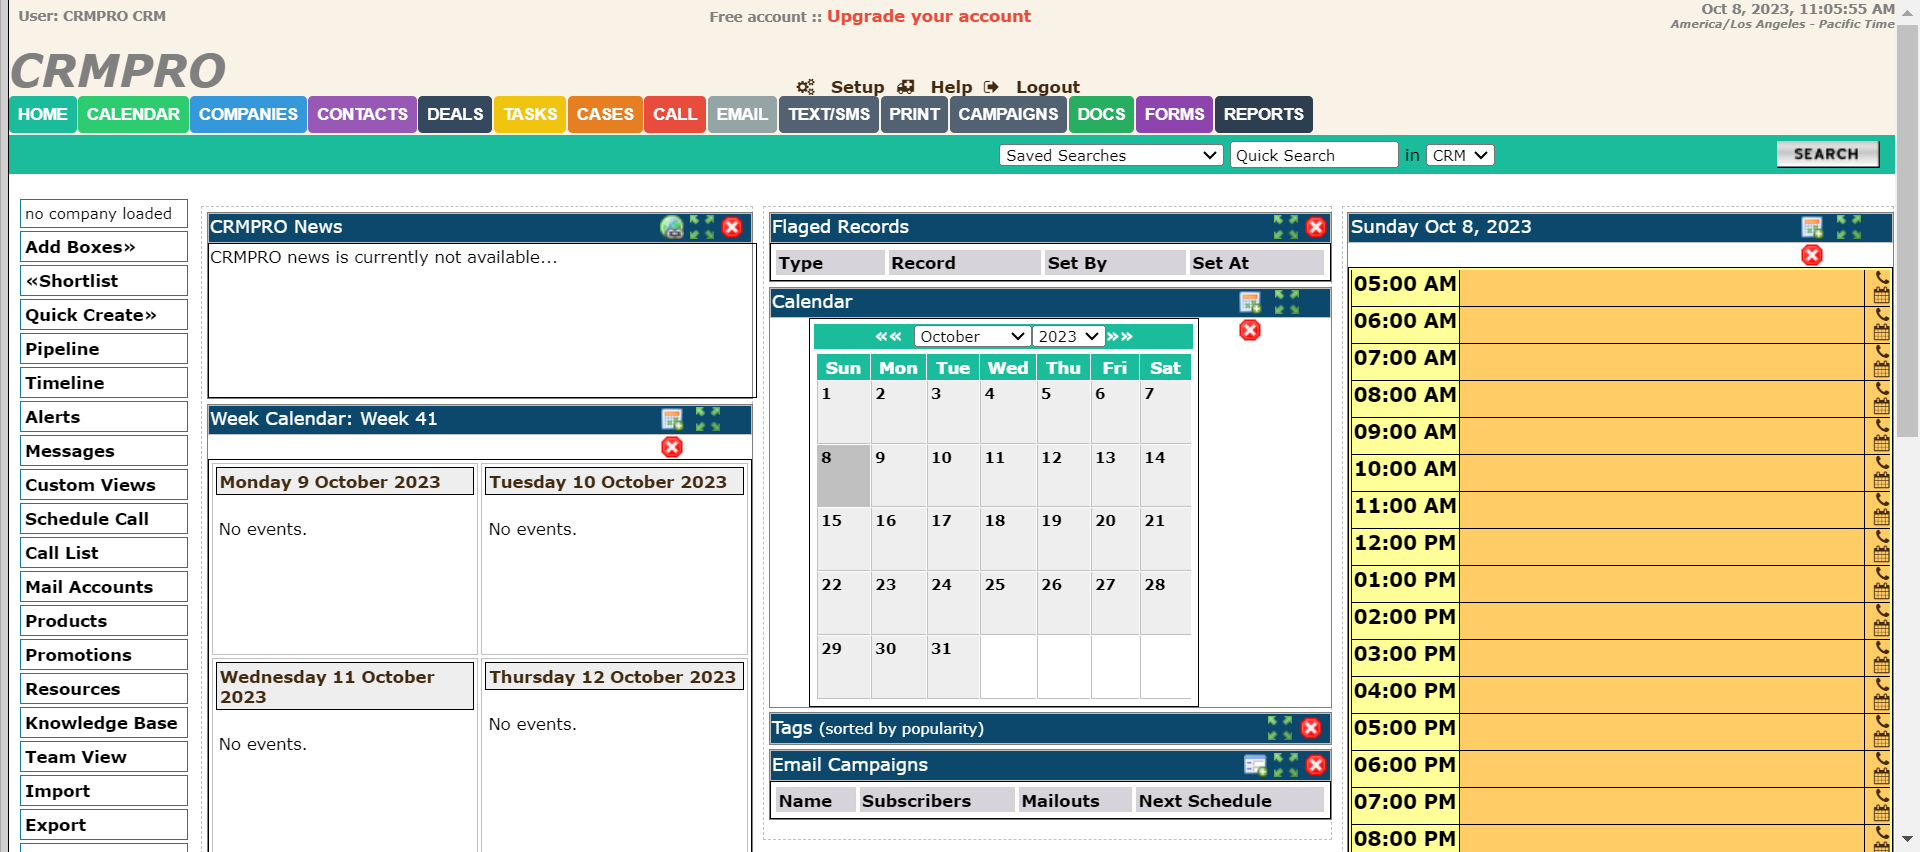 User: CRMPRO CRM
Free account :: Upgrade your account
Oct 8, 2023, 11:05:55 AM
America/Los Angeles - Pacific Time
CRMPRO
Setup Help Logout
HOME CALENDAR COMPANIES CONTACTS DEALS TASKS CASES CALL EMAIL TEXT/SMS PRINT CAMPAIGNS DOCS FORMS REPORTS
Saved Searches Quick Search in CRM SEARCH
no company loaded
Add Boxes»
«Shortlist
Quick Create»
Pipeline
Timeline
Alerts
Messages
Custom Views
Schedule Call
Call List
Mail Accounts
Products
Promotions
Resources
Knowledge Base
Team View
Import
Export
CRMPRO News
CRMPRO news is currently not available...
Week Calendar: Week 41
Monday 9 October 2023
No events.
Tuesday 10 October 2023
No events.
Wednesday 11 October
2023
No events.
Thursday 12 October 2023
No events.
Flaged Records
Type Record Set By Set At
Calendar
«« October 2023 »»
Sun Mon Tue Wed Thu Fri Sat
1 2 3 4 5 6 7
8 9 10 11 12 13 14
15 16 17 18 19 20 21
22 23 24 25 26 27 28
29 30 31
Tags (sorted by popularity)
Email Campaigns
Name Subscribers Mailouts Next Schedule
Sunday Oct 8, 2023
05:00 AM
06:00 AM
07:00 AM
08:00 AM
09:00 AM
10:00 AM
11:00 AM
12:00 PM
01:00 PM
02:00 PM
03:00 PM
04:00 PM
05:00 PM
06:00 PM
07:00 PM
08:00 PM